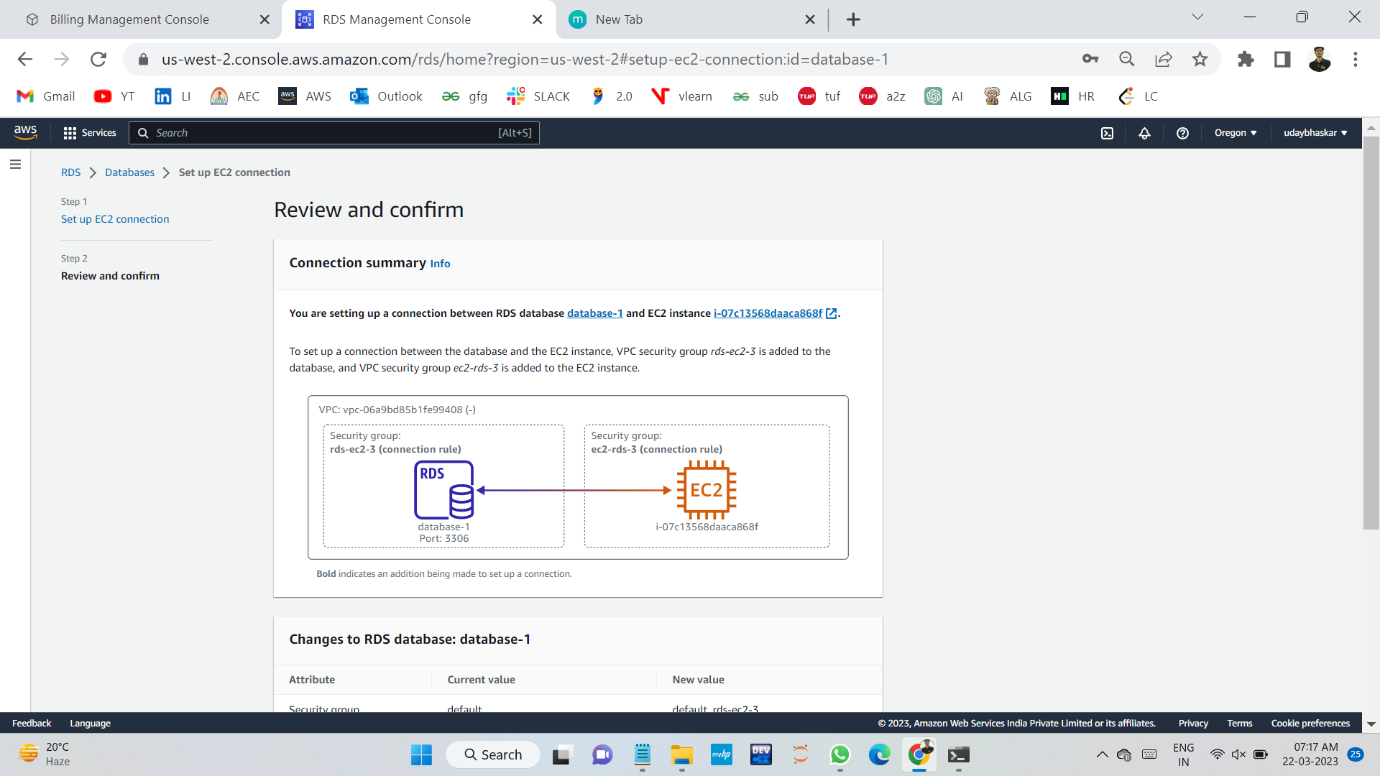 Billing Management Console
RDS Management Console
New Tab
us-west-2.console.aws.amazon.com/rds/home?region=us-west-2#setup-ec2-connection:id=database-1
Gmail YT LI AEC AWS Outlook gfg SLACK 2.0 vlearn sub tuf a2z AI ALG HR LC
aws Services Search [Alt+S] Oregon udaybhaskar
RDS Databases Set up EC2 connection
Step 1
Set up EC2 connection
Step 2
Review and confirm
Review and confirm
Connection summary Info
You are setting up a connection between RDS database database-1 and EC2 instance i-07c13568daaca868f.
To set up a connection between the database and the EC2 instance, VPC security group rds-ec2-3 is added to the
database, and VPC security group ec2-rds-3 is added to the EC2 instance.
VPC: vpc-06a9bd85b1fe99408 (-)
Security group:
rds-ec2-3 (connection rule)
RDS
database-1
Port: 3306
Security group:
ec2-rds-3 (connection rule)
EC2
i-07c13568daaca868f
Bold indicates an addition being made to set up a connection.
Changes to RDS database: database-1
Attribute Current value New value
Security group default default, rds-ec2-3
Feedback Language © 2023, Amazon Web Services India Private Limited or its affiliates. Privacy Terms Cookie preferences
20°C
Haze
Search
ENG
IN
07:17 AM
22-03-2023
25